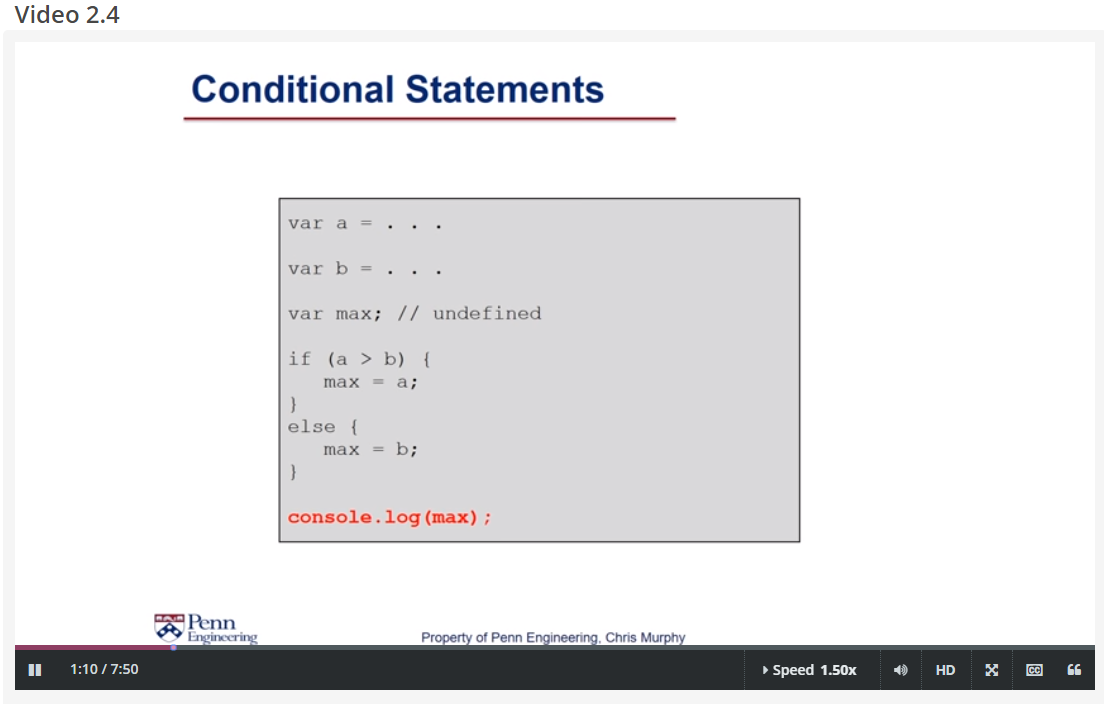 Video 2.4
Conditional Statements
var a = . . .
var b = . . .
var max; // undefined
if (a > b) {
   max = a;
}
else {
   max = b;
}
console.log(max);
Penn
Engineering
Property of Penn Engineering, Chris Murphy
1:10 / 7:50
Speed 1.50x
HD
CC